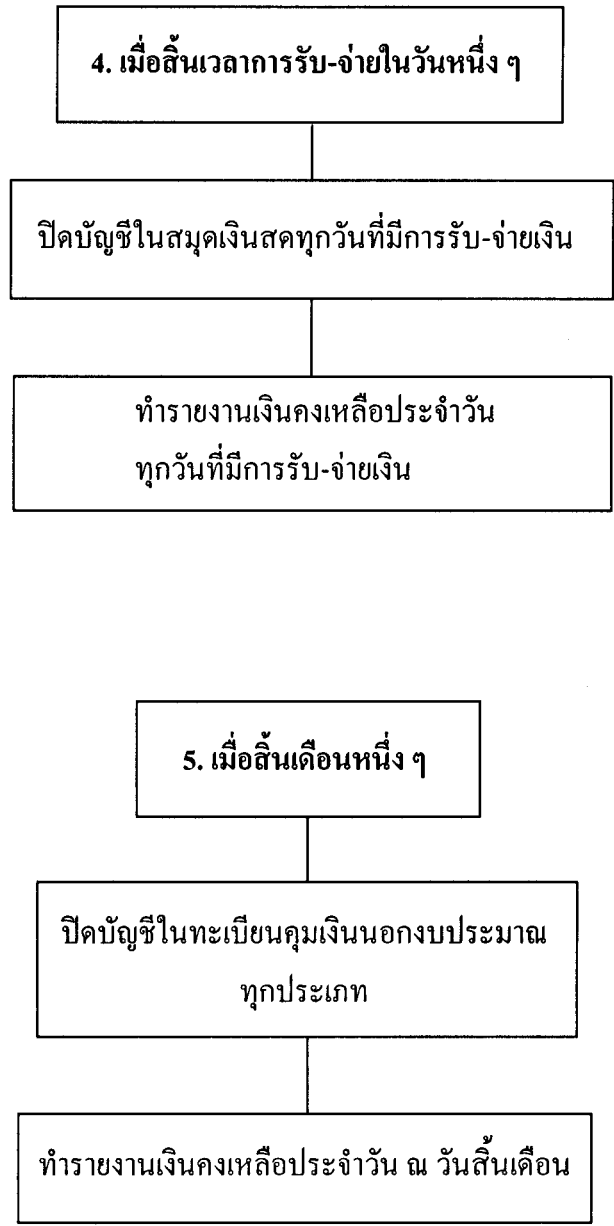 4. เมื่อสิ้นเวลาการรับ-จ่ายในวันหนึ่ง ๆ
ปิดบัญชีในสมุดเงินสดทุกวันที่มีการรับ-จ่ายเงิน
ทำรายงานเงินคงเหลือประจำวัน
ทุกวันที่มีการรับ-จ่ายเงิน
5. เมื่อสิ้นเดือนหนึ่ง ๆ
ปิดบัญชีในทะเบียนคุมเงินนอกงบประมาณ
ทุกประเภท
ทำรายงานเงินคงเหลือประจำวัน ณ วันสิ้นเดือน